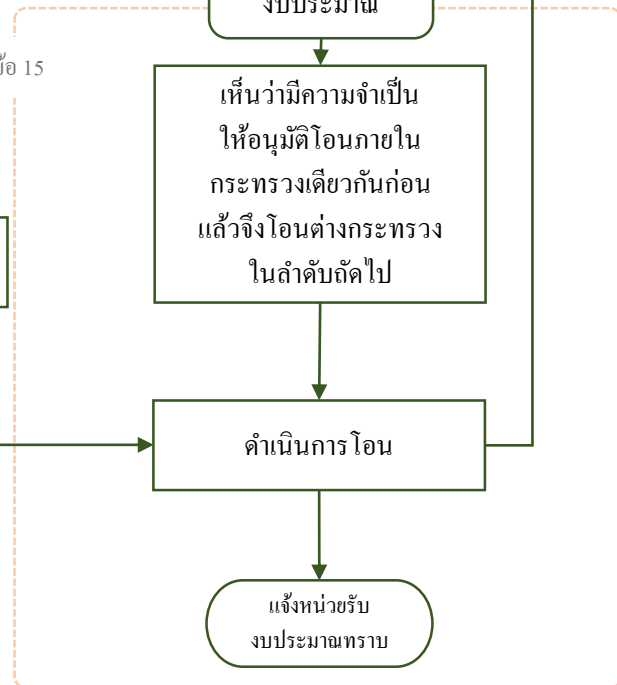 งบประมาณ
ข้อ 15
เห็นว่ามีความจำเป็น
ให้อนุมัติโอนภายใน
กระทรวงเดียวกันก่อน
แล้วจึงโอนต่างกระทรวง
ในลำดับถัดไป
ดำเนินการโอน
แจ้งหน่วยรับ
งบประมาณทราบ